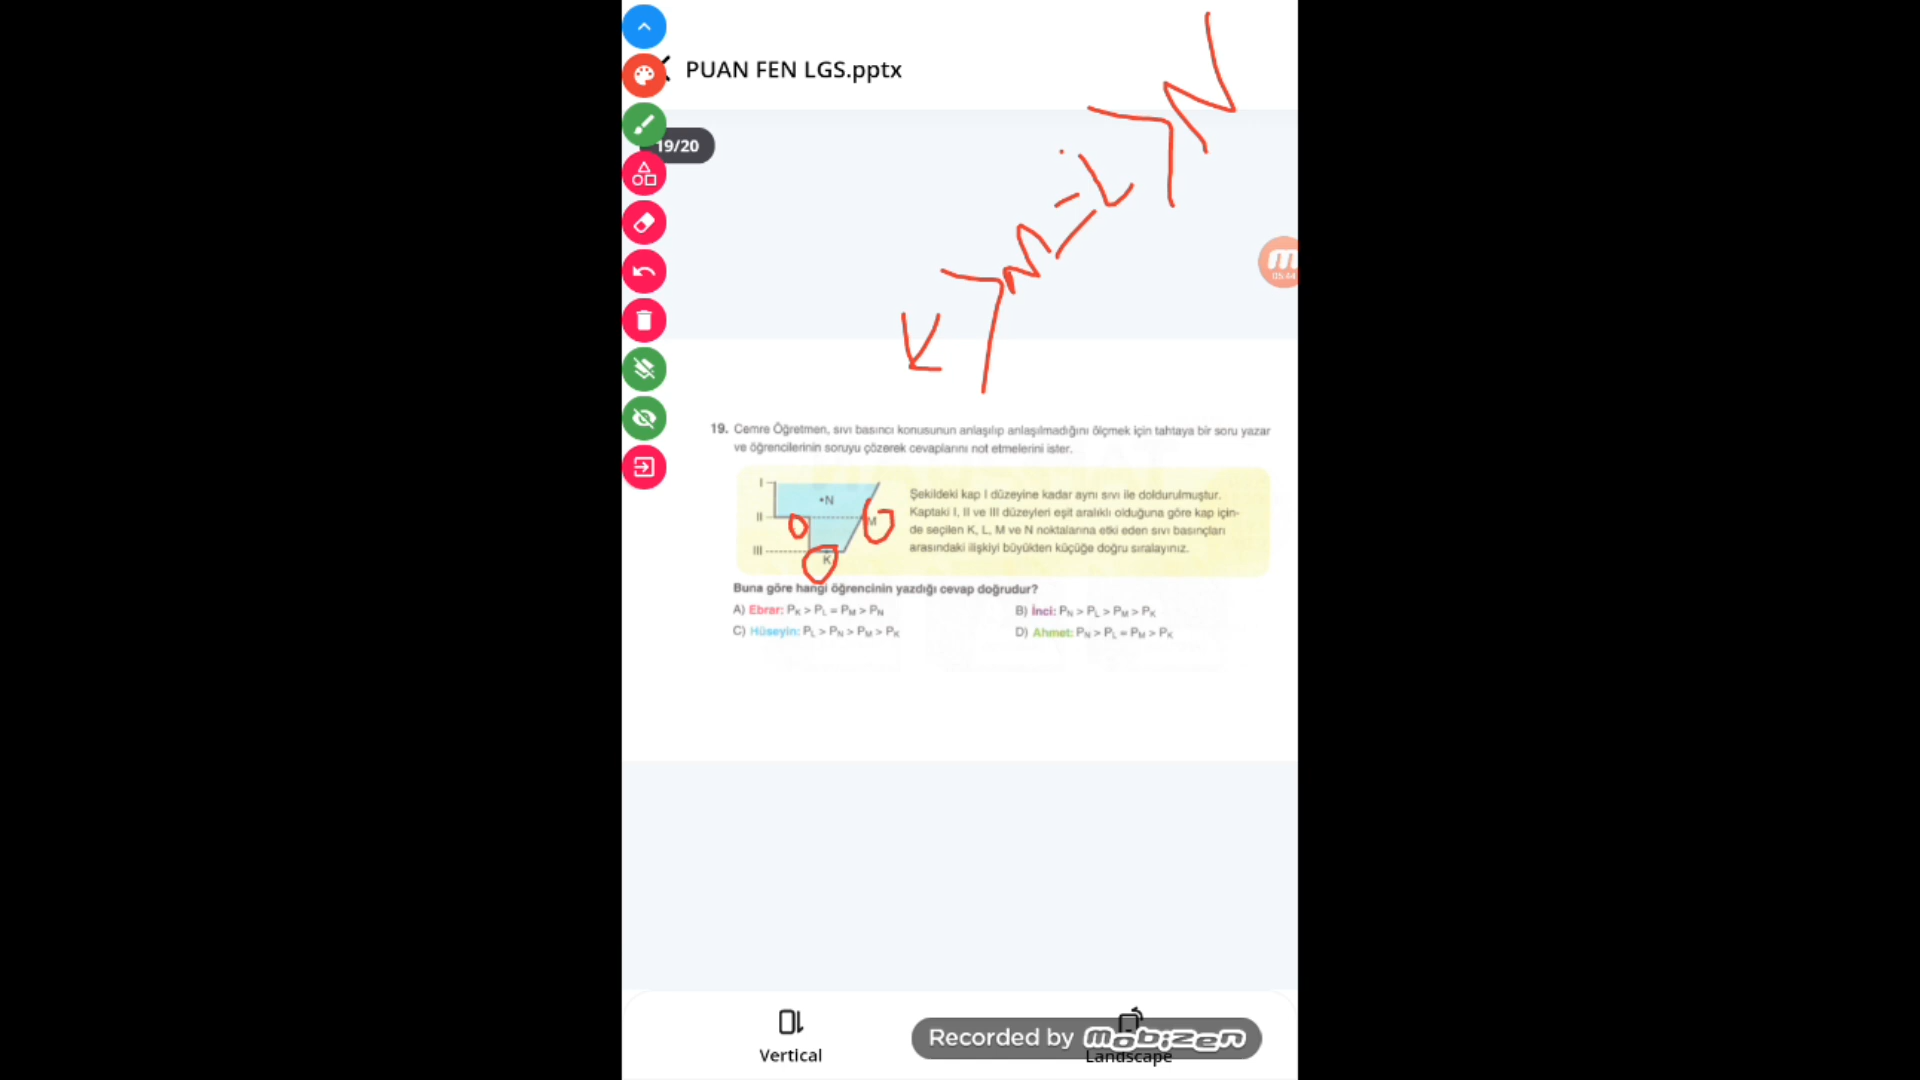 PUAN FEN LGS.pptx
19/20
N
L
=
M
K
05:44
19. Cemre Öğretmen, sıvı basıncı konusunun anlaşılıp anlaşılmadığını ölçmek için tahtaya bir soru yazar
ve öğrencilerinin soruyu çözerek cevaplarını not etmelerini ister.
I
•N
II
M
III
K
Şekildeki kap I düzeyine kadar aynı sıvı ile doldurulmuştur.
Kaptaki I, II ve III düzeyleri eşit aralıklı olduğuna göre kap için-
de seçilen K, L, M ve N noktalarına etki eden sıvı basınçları
arasındaki ilişkiyi büyükten küçüğe doğru sıralayınız.
Buna göre hangi öğrencinin yazdığı cevap doğrudur?
A) Ebrar: PK > PL = PM > PN
B) İnci: PN > PL > PM > PK
C) Hüseyin: PL > PN > PM > PK
D) Ahmet: PN > PL = PM > PK
Vertical
Landscape
Recorded by mobizen